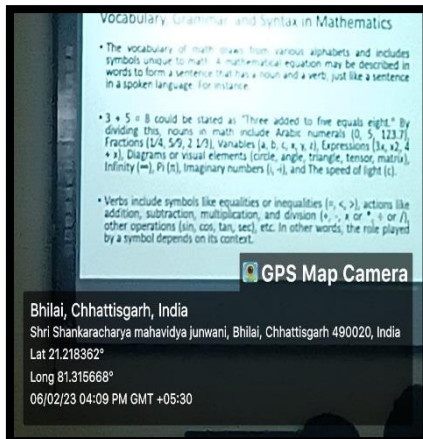 Vocabulary, Grammar and Syntax in Mathematics
• The vocabulary of math draws from various alphabets and includes
symbols unique to math. A mathematical equation may be described in
words to form a sentence that has a noun and a verb, just like a sentence
in a spoken language. For instance
• 3 + 5 = 8 could be stated as "Three added to five equals eight." By
dividing this, nouns in math include Arabic numerals (0, 5, 123.7),
Fractions (1/4, 5/9, 2 1/3), Variables (a, b, c, x, y, z), Expressions (3x, x2, 4
+ x), Diagrams or visual elements (circle, angle, triangle, tensor, matrix),
Infinity (∞), Pi (π), Imaginary numbers (i, -i), and The speed of light (c).
• Verbs include symbols like equalities or inequalities (=, <, >), actions like
addition, subtraction, multiplication, and division (+, -, x or *, ÷ or /),
other operations (sin, cos, tan, sec), etc. In other words, the role played
by a symbol depends on its context.
GPS Map Camera
Bhilai, Chhattisgarh, India
Shri Shankaracharya mahavidya junwani, Bhilai, Chhattisgarh 490020, India
Lat 21.218362°
Long 81.315668°
06/02/23 04:09 PM GMT +05:30